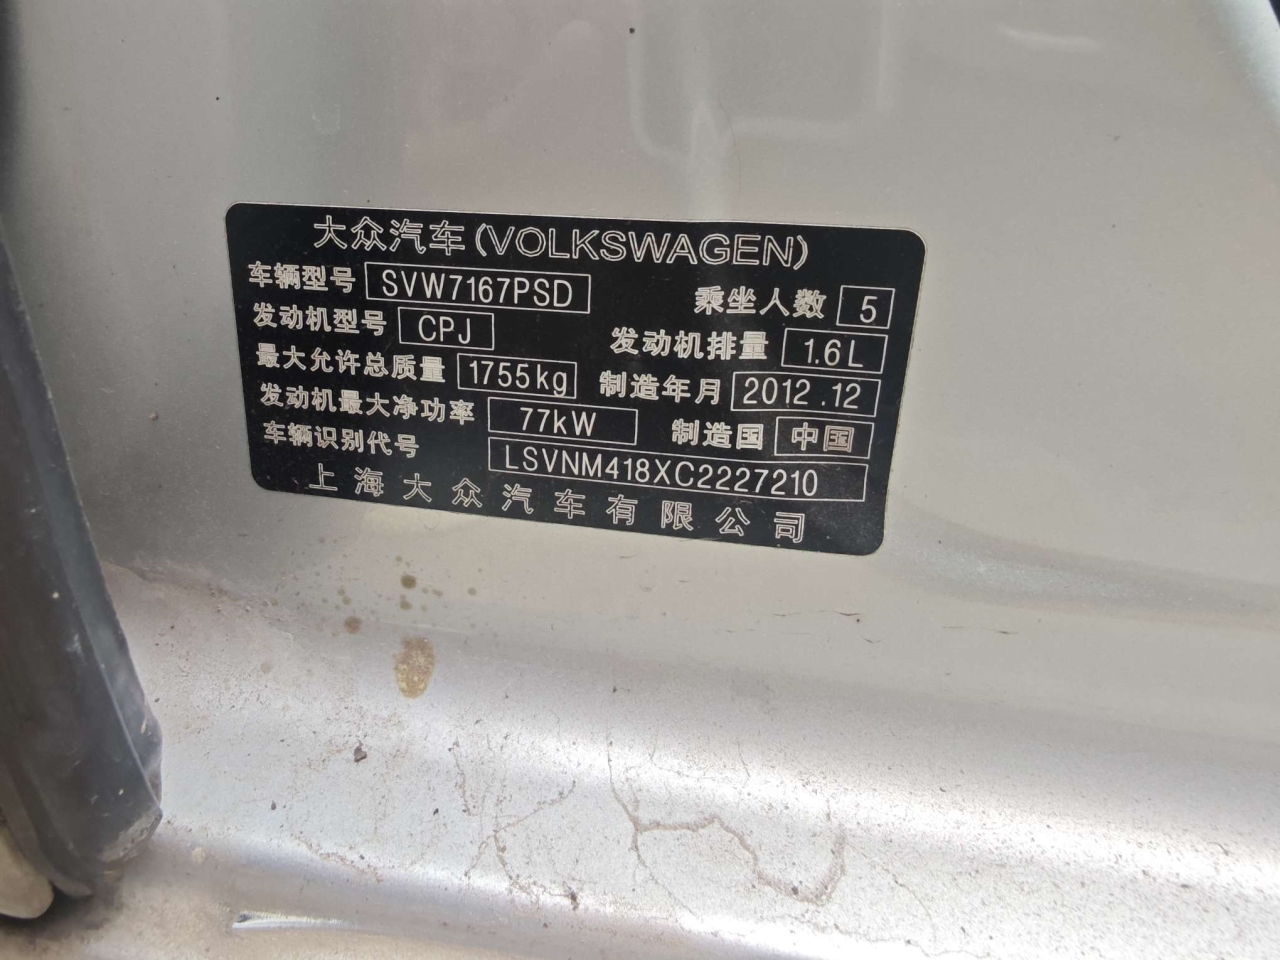 大众汽车(VOLKSWAGEN)
车辆型号 SVW7167PSD 乘坐人数 5
发动机型号 CPJ 发动机排量 1.6L
最大允许总质量 1755kg 制造年月 2012.12
发动机最大净功率 77kW 制造国 中国
车辆识别代号 LSVNM418XC2227210
上海大众汽车有限公司